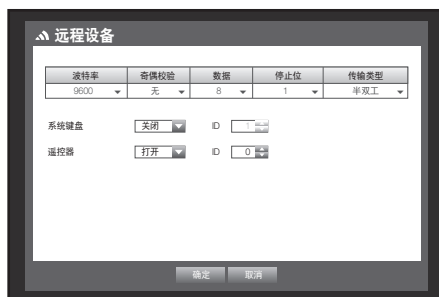 远程设备
波特率 奇偶校验 数据 停止位 传输类型
9600 无 8 1 半双工
系统键盘 关闭 ID 1
遥控器 打开 ID 0
确定 取消